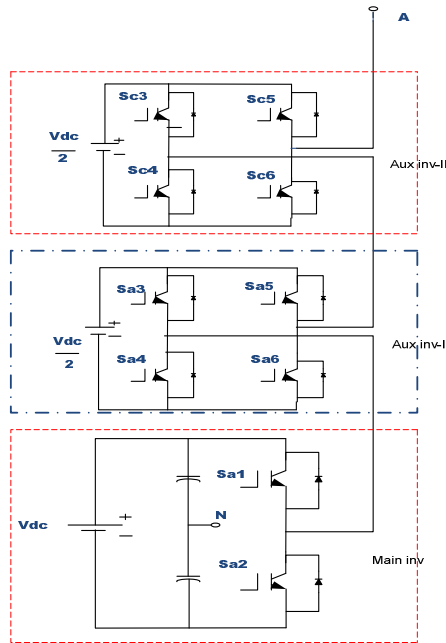 A
Sc3
Sc5
Vdc
2
+
Sc4
Sc6
Aux inv-II
Sa3
Sa5
Vdc
2
+
Sa4
Sa6
Aux inv-I
Sa1
N
Vdc
+
Sa2
Main inv